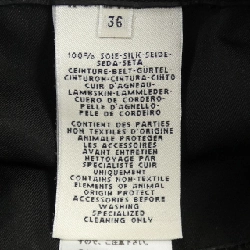 36
100% SOIE-SILK-SEIDE-
SEDA-SETA
CEINTURE-BELT-GÜRTEL
CINTURON-CINTURA-CINTO
CUIR D'AGNEAU-
LAMBSKIN-LAMMLEDER-
CUERO DE CORDERO-
PELLE D'AGNELLO-
PELE DE CORDEIRO
CONTIENT DES PARTIES
NON TEXTILES D'ORIGINE
ANIMALE PROTEGER
LES ACCESSOIRES
AVANT ENTRETIEN
NETTOYAGE PAR
SPECIALISTE CUIR
UNIQUEMENT
CONTAINS NON-TEXTILE
ELEMENTS OF ANIMAL
ORIGIN PROTECT
ACCESSORIES BEFORE
WASHING
SPECIALIZED
CLEANING ONLY